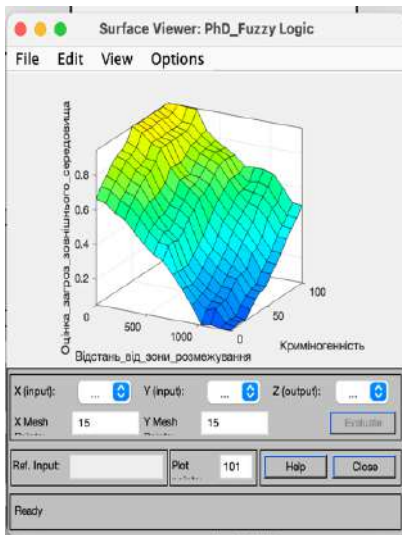 Surface Viewer: PhD_Fuzzy Logic
File Edit View Options
Оцінка_загроз_зовнішнього_середовища
0.8
0.6
0.4
0.2
0
500
1000
0
50
100
Відстань_від_зони_розмежування
Криміногенність
X (input): ... Y (input): ... Z (output): ...
X Mesh 15 Y Mesh 15 Evaluate
Ref. Input: Plot 101 Help Close
Ready